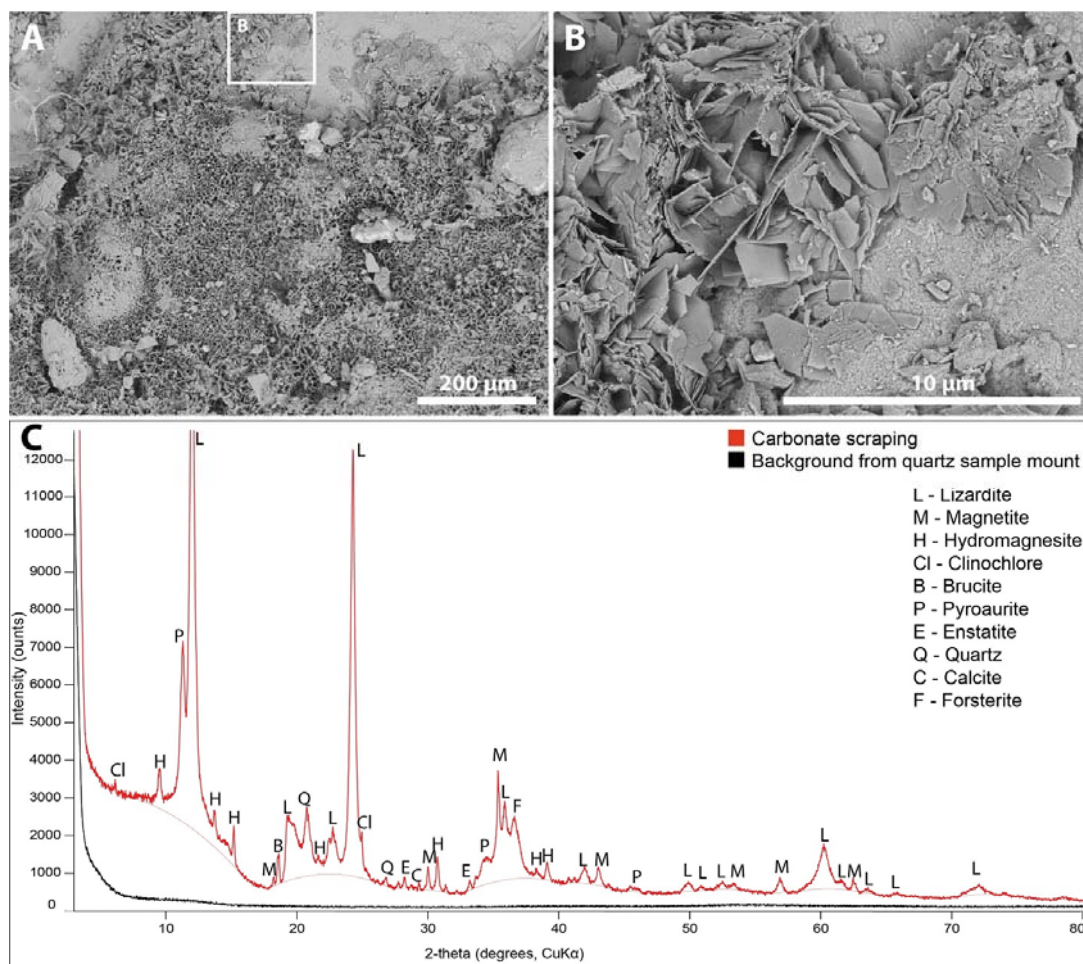 A
B
200 µm
B
10 µm
C
Carbonate scraping
Background from quartz sample mount
L - Lizardite
M - Magnetite
H - Hydromagnesite
Cl - Clinochlore
B - Brucite
P - Pyroaurite
E - Enstatite
Q - Quartz
C - Calcite
F - Forsterite
Intensity (ounts)
12000
11000
10000
9000
8000
7000
6000
5000
4000
3000
2000
1000
0
Cl H P L H H M B L Q H L L Cl Q E C M H E P M L F H H L M P L L L M M L L M L L L
10 20 30 40 50 60 70 80
2-theta (degrees, CuKα)